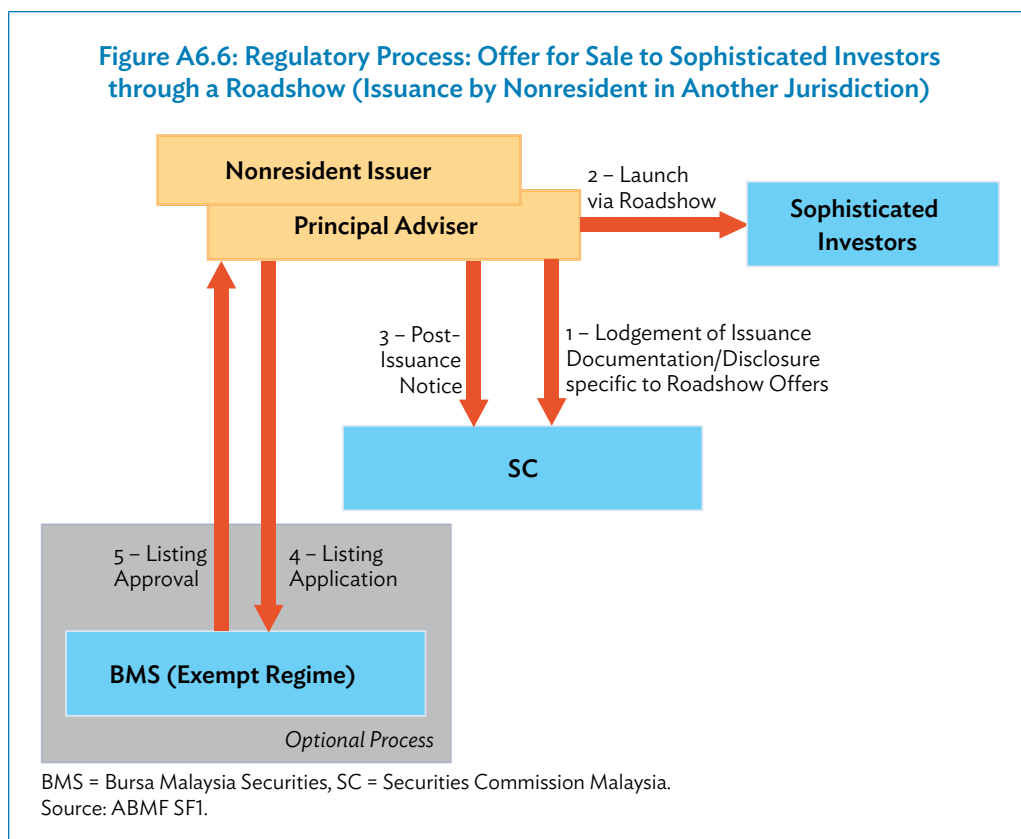 Figure A6.6: Regulatory Process: Offer for Sale to Sophisticated Investors
through a Roadshow (Issuance by Nonresident in Another Jurisdiction)
Nonresident Issuer
Principal Adviser
2 – Launch
via Roadshow
Sophisticated
Investors
3 – Post-
Issuance
Notice
1 – Lodgement of Issuance
Documentation/Disclosure
specific to Roadshow Offers
SC
5 – Listing
Approval
4 – Listing
Application
BMS (Exempt Regime)
Optional Process
BMS = Bursa Malaysia Securities, SC = Securities Commission Malaysia.
Source: ABMF SF1.